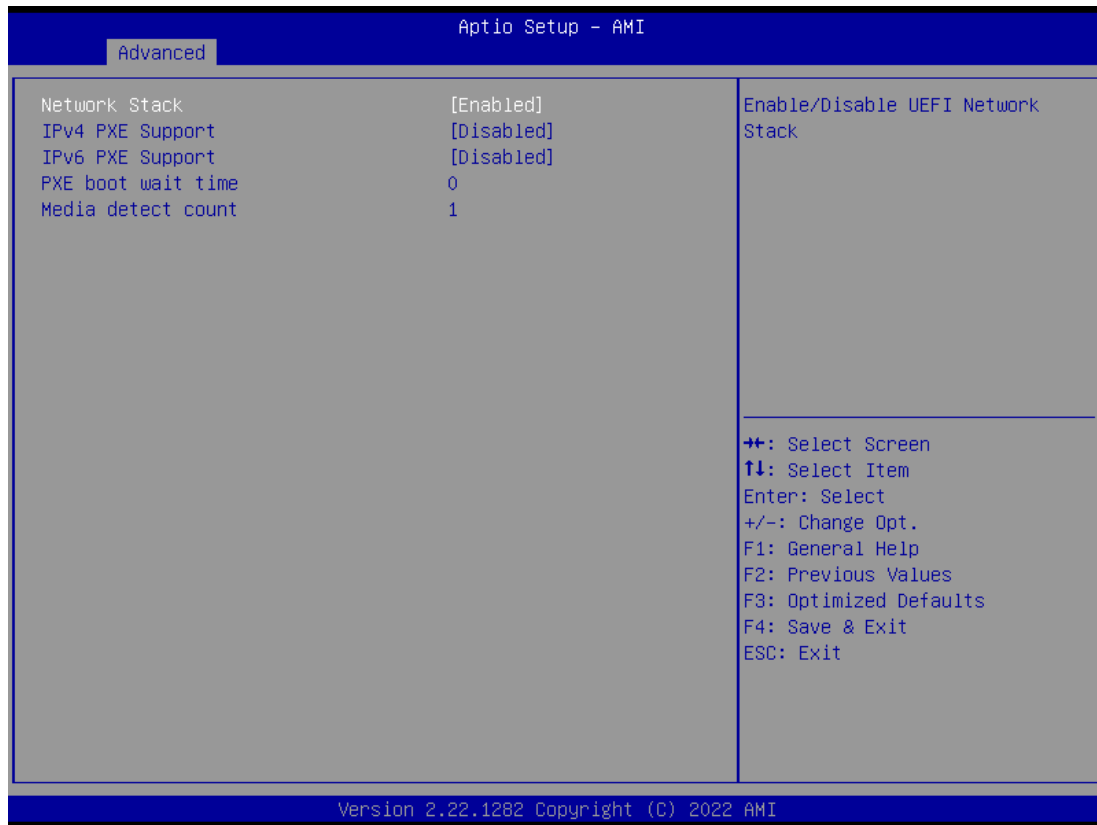 Aptio Setup - AMI
Advanced
Network Stack [Enabled]
IPv4 PXE Support [Disabled]
IPv6 PXE Support [Disabled]
PXE boot wait time 0
Media detect count 1
Enable/Disable UEFI Network
Stack
→←: Select Screen
↑↓: Select Item
Enter: Select
+/-: Change Opt.
F1: General Help
F2: Previous Values
F3: Optimized Defaults
F4: Save & Exit
ESC: Exit
Version 2.22.1282 Copyright (C) 2022 AMI